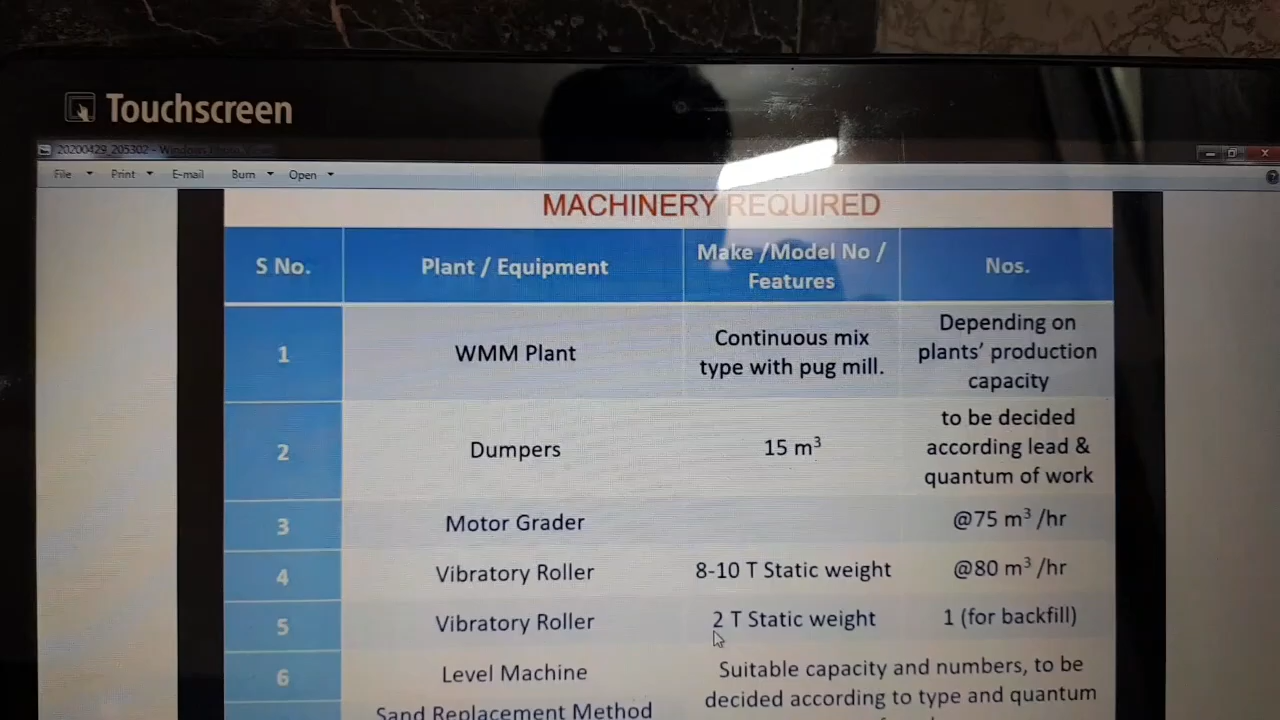 Touchscreen
20200429_205302 - Windows
File Print E-mail Burn Open
MACHINERY REQUIRED
S No.
Plant / Equipment
Make /Model No /
Features
Nos.
1
WMM Plant
Continuous mix
type with pug mill.
Depending on
plants' production
capacity
2
Dumpers
15 m³
to be decided
according lead &
quantum of work
3
Motor Grader
@75 m³ /hr
4
Vibratory Roller
8-10 T Static weight
@80 m³ /hr
5
Vibratory Roller
2 T Static weight
1 (for backfill)
6
Level Machine
Suitable capacity and numbers, to be
decided according to type and quantum
Sand Replacement Method